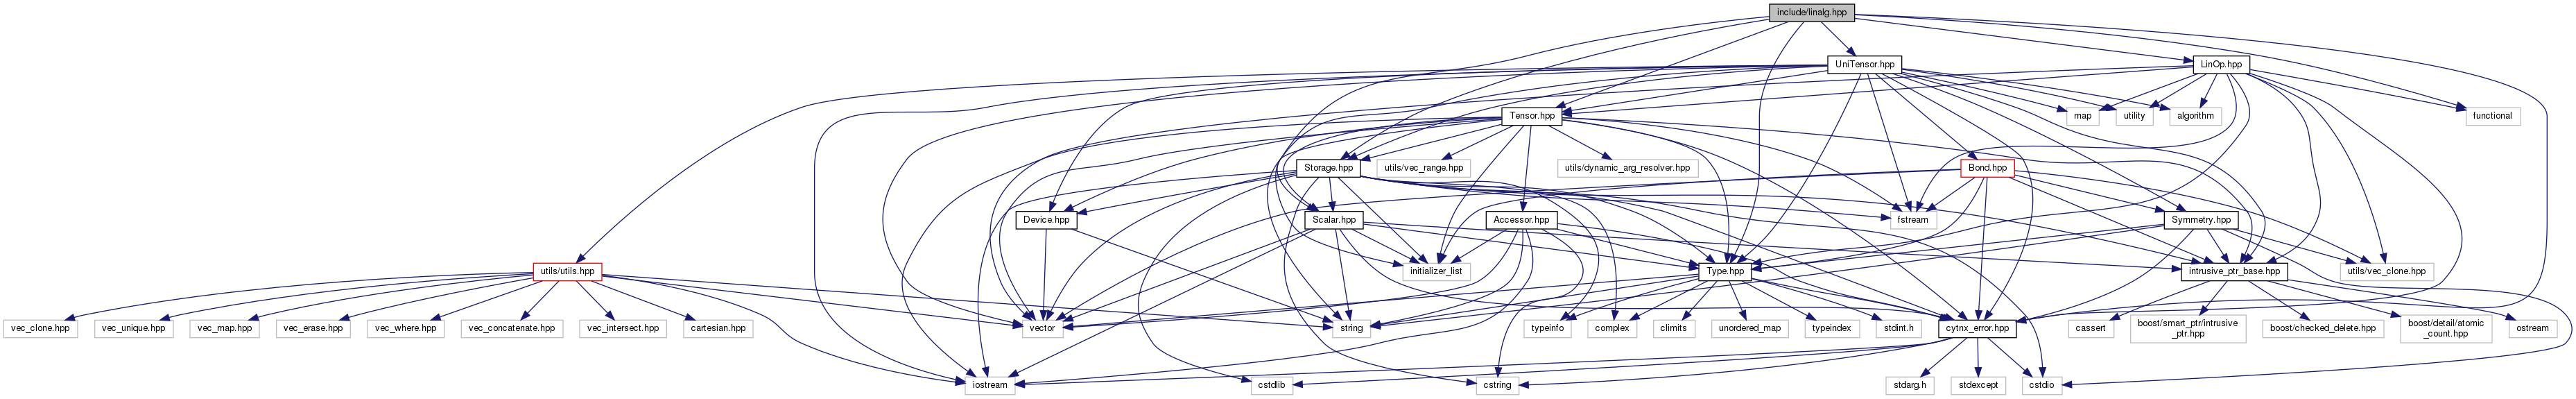 include/linalg.hpp
UniTensor.hpp
LinOp.hpp
Tensor.hpp
map
utility
algorithm
functional
Storage.hpp
utils/vec_range.hpp
utils/dynamic_arg_resolver.hpp
Bond.hpp
Device.hpp
Scalar.hpp
Accessor.hpp
fstream
Symmetry.hpp
utils/utils.hpp
initializer_list
Type.hpp
intrusive_ptr_base.hpp
utils/vec_clone.hpp
vec_clone.hpp
vec_unique.hpp
vec_map.hpp
vec_erase.hpp
vec_where.hpp
vec_concatenate.hpp
vec_intersect.hpp
cartesian.hpp
vector
string
typeinfo
complex
climits
unordered_map
typeindex
stdint.h
cytnx_error.hpp
cassert
boost/smart_ptr/intrusive
_ptr.hpp
boost/checked_delete.hpp
boost/detail/atomic
_count.hpp
ostream
iostream
cstdlib
cstring
stdarg.h
stdexcept
cstdio